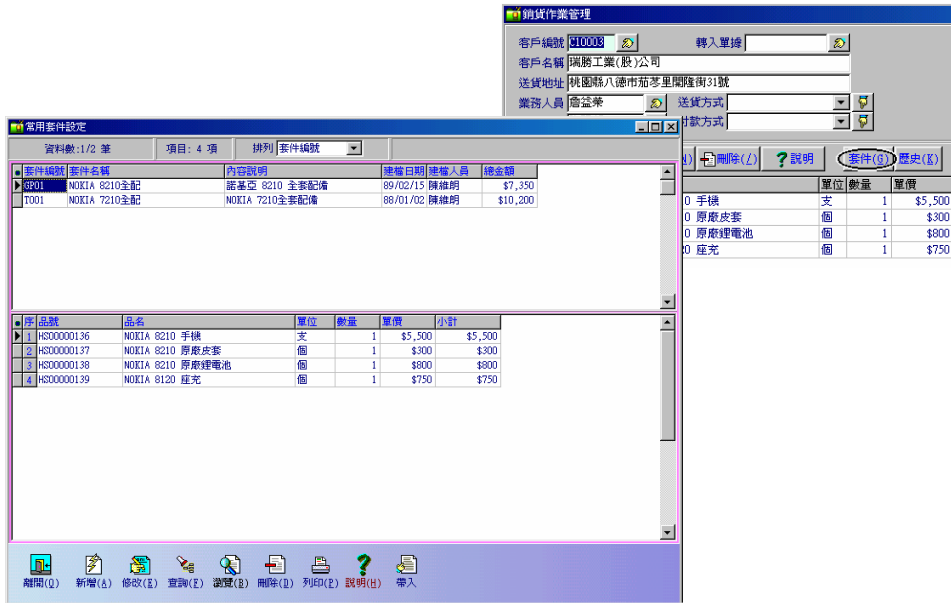 銷貨作業管理
客戶編號 CI0003 轉入單據
客戶名稱 瑞勝工業(股)公司
送貨地址 桃園縣八德市茄苳里開隆街31號
業務人員 詹益榮 送貨方式
付款方式
刪除(/) ?說明 套件(G) 歷史(K)
單位 數量 單價
0 手機 支 1 $5,500
0 原廠皮套 個 1 $300
0 原廠鋰電池 個 1 $800
20 座充 個 1 $750
常用套件設定
資料數:1/2 筆 項目: 4 項 排列 套件編號
套件編號 套件名稱 內容說明 建檔日期 建檔人員 總金額
GP01 NOKIA 8210全配 諾基亞 8210 全套配備 89/02/15 陳維朗 $7,350
T001 NOKIA 7210全配 NOKIA 7210全套配備 88/01/02 陳維朗 $10,200
序 品號 品名 單位 數量 單價 小計
1 HS00000136 NOKIA 8210 手機 支 1 $5,500 $5,500
2 HS00000137 NOKIA 8210 原廠皮套 個 1 $300 $300
3 HS00000138 NOKIA 8210 原廠鋰電池 個 1 $800 $800
4 HS00000139 NOKIA 8120 座充 個 1 $750 $750
離開(Q) 新增(A) 修改(E) 查詢(F) 瀏覽(B) 刪除(D) 列印(P) 說明(H) 帶入